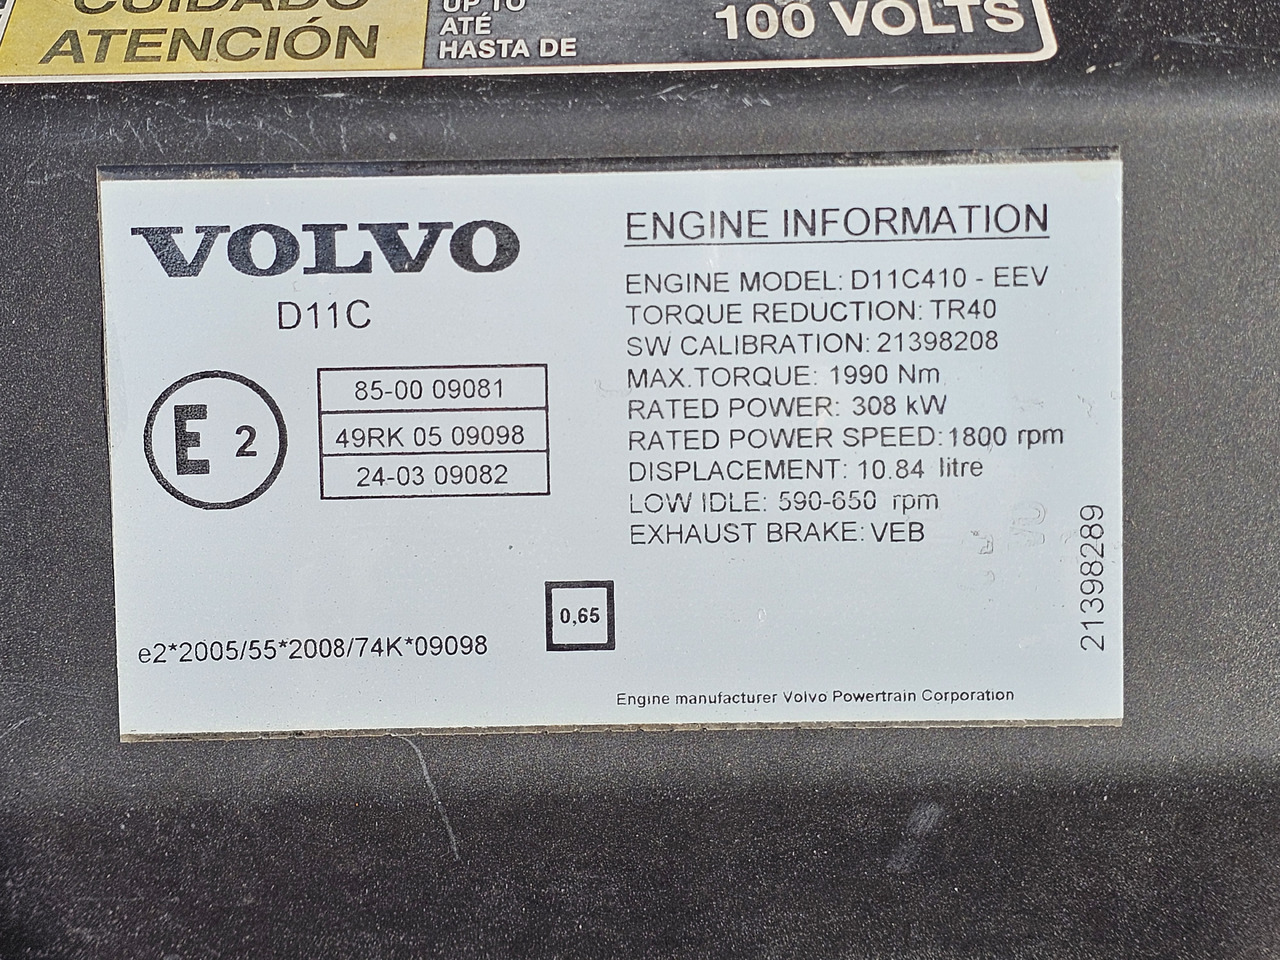 CUIDADO
ATENCIÓN
UP TO
ATÉ
HASTA DE
100 VOLTS
VOLVO
D11C
E 2
85-00 09081
49RK 05 09098
24-03 09082
e2*2005/55*2008/74K*09098
0,65
ENGINE INFORMATION
ENGINE MODEL: D11C410 - EEV
TORQUE REDUCTION: TR40
SW CALIBRATION: 21398208
MAX.TORQUE: 1990 Nm
RATED POWER: 308 kW
RATED POWER SPEED: 1800 rpm
DISPLACEMENT: 10.84 litre
LOW IDLE: 590-650 rpm
EXHAUST BRAKE: VEB
Engine manufacturer Volvo Powertrain Corporation
21398289